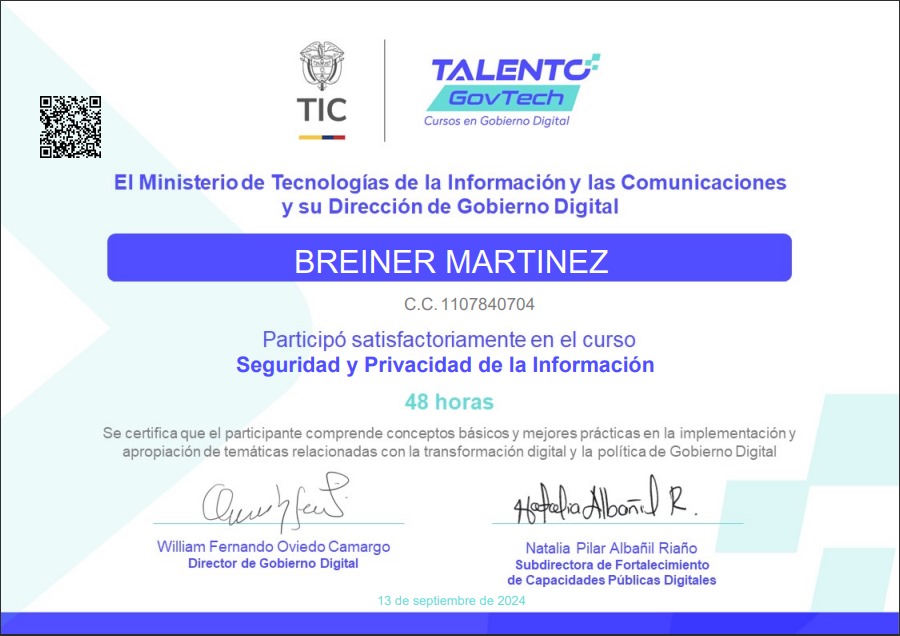 TIC
TALENTO
GovTech
Cursos en Gobierno Digital
El Ministerio de Tecnologías de la Información y las Comunicaciones
y su Dirección de Gobierno Digital
BREINER MARTINEZ
C.C. 1107840704
Participó satisfactoriamente en el curso
Seguridad y Privacidad de la Información
48 horas
Se certifica que el participante comprende conceptos básicos y mejores prácticas en la implementación y
apropiación de temáticas relacionadas con la transformación digital y la política de Gobierno Digital
Natalia Albañil R.
William Fernando Oviedo Camargo
Director de Gobierno Digital
Natalia Pilar Albañil Riaño
Subdirectora de Fortalecimiento
de Capacidades Públicas Digitales
13 de septiembre de 2024